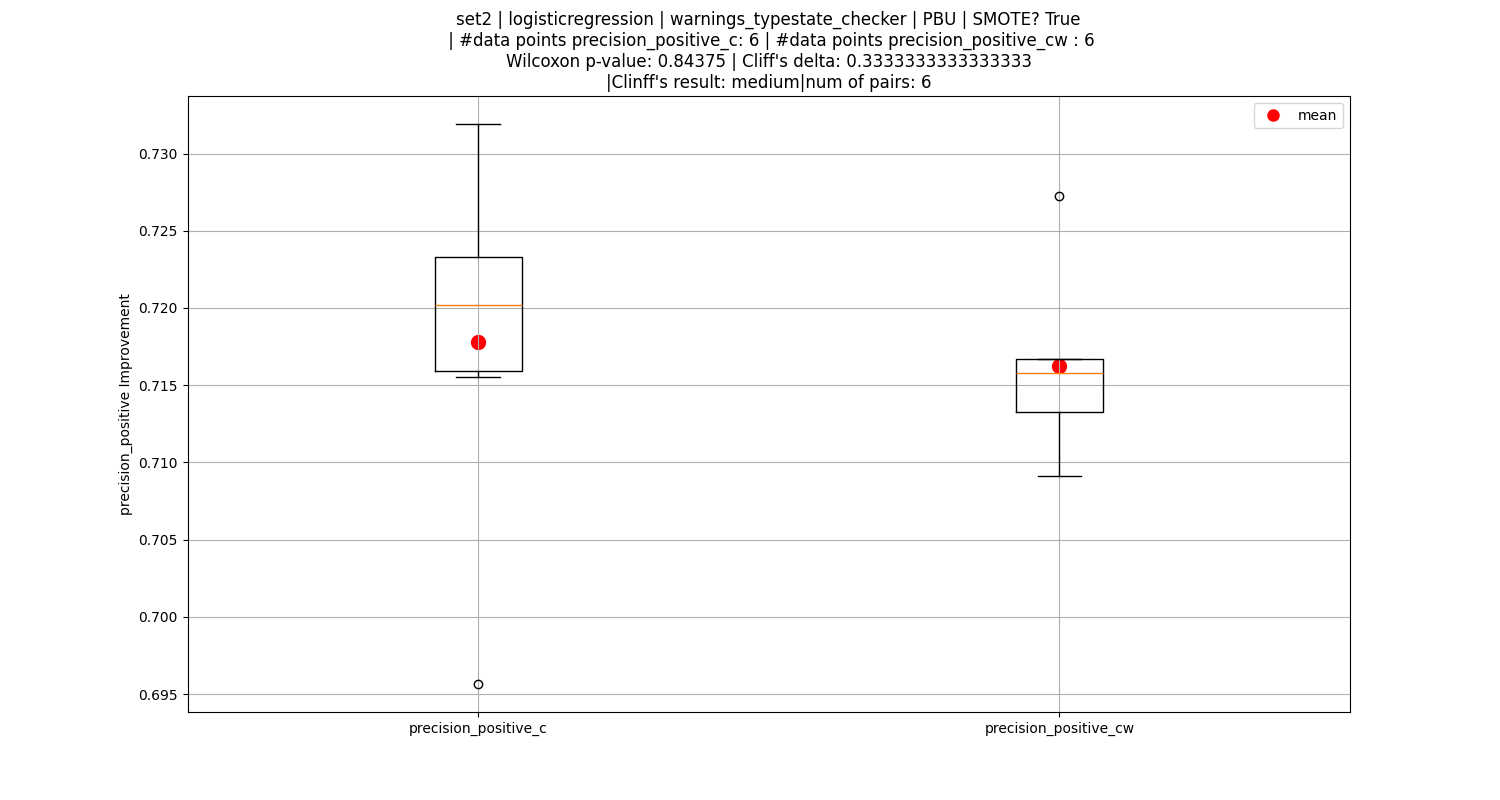 set2 | logisticregression | warnings_typestate_checker | PBU | SMOTE? True
| #data points precision_positive_c: 6 | #data points precision_positive_cw : 6
Wilcoxon p-value: 0.84375 | Cliff's delta: 0.3333333333333333
|Clinff's result: medium|num of pairs: 6
mean
0.730
0.725
0.720
0.715
0.710
0.705
0.700
0.695
precision_positive Improvement
precision_positive_c
precision_positive_cw